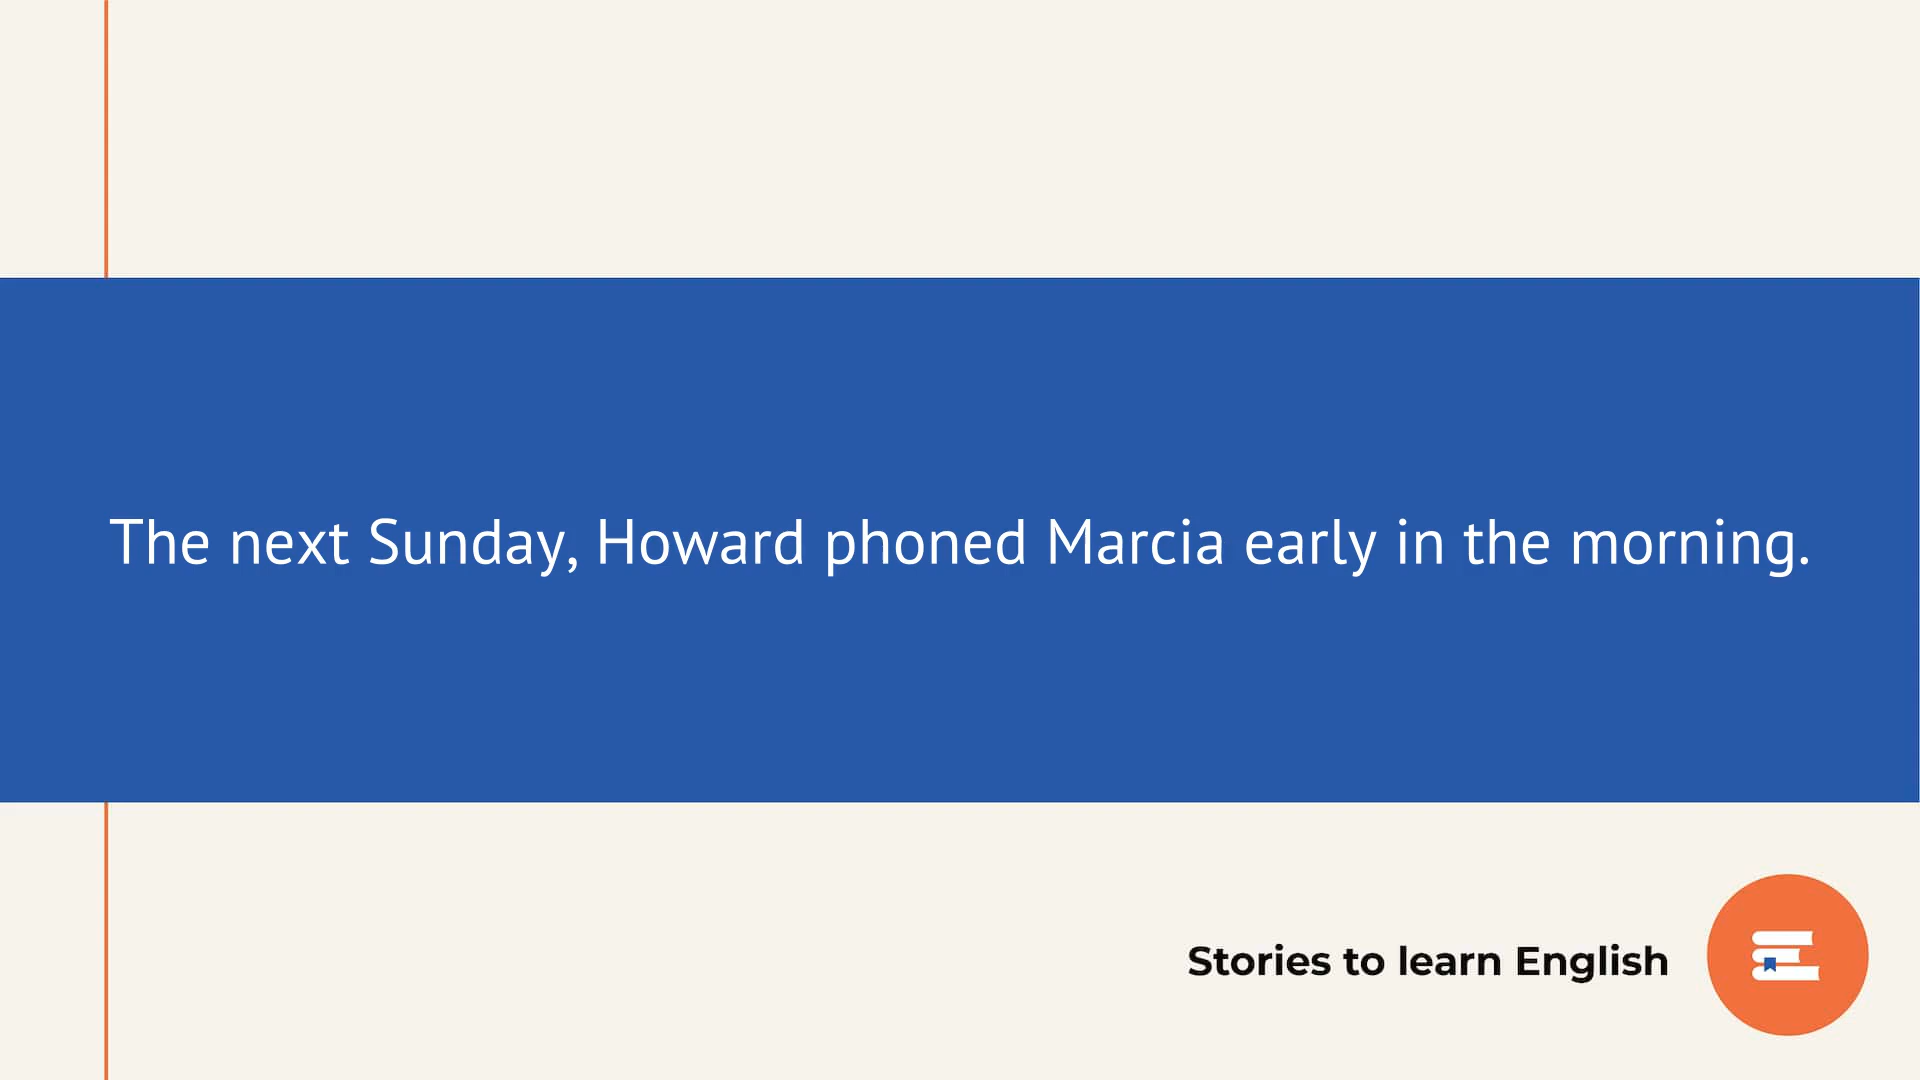 The next Sunday, Howard phoned Marcia early in the morning.
Stories to learn English